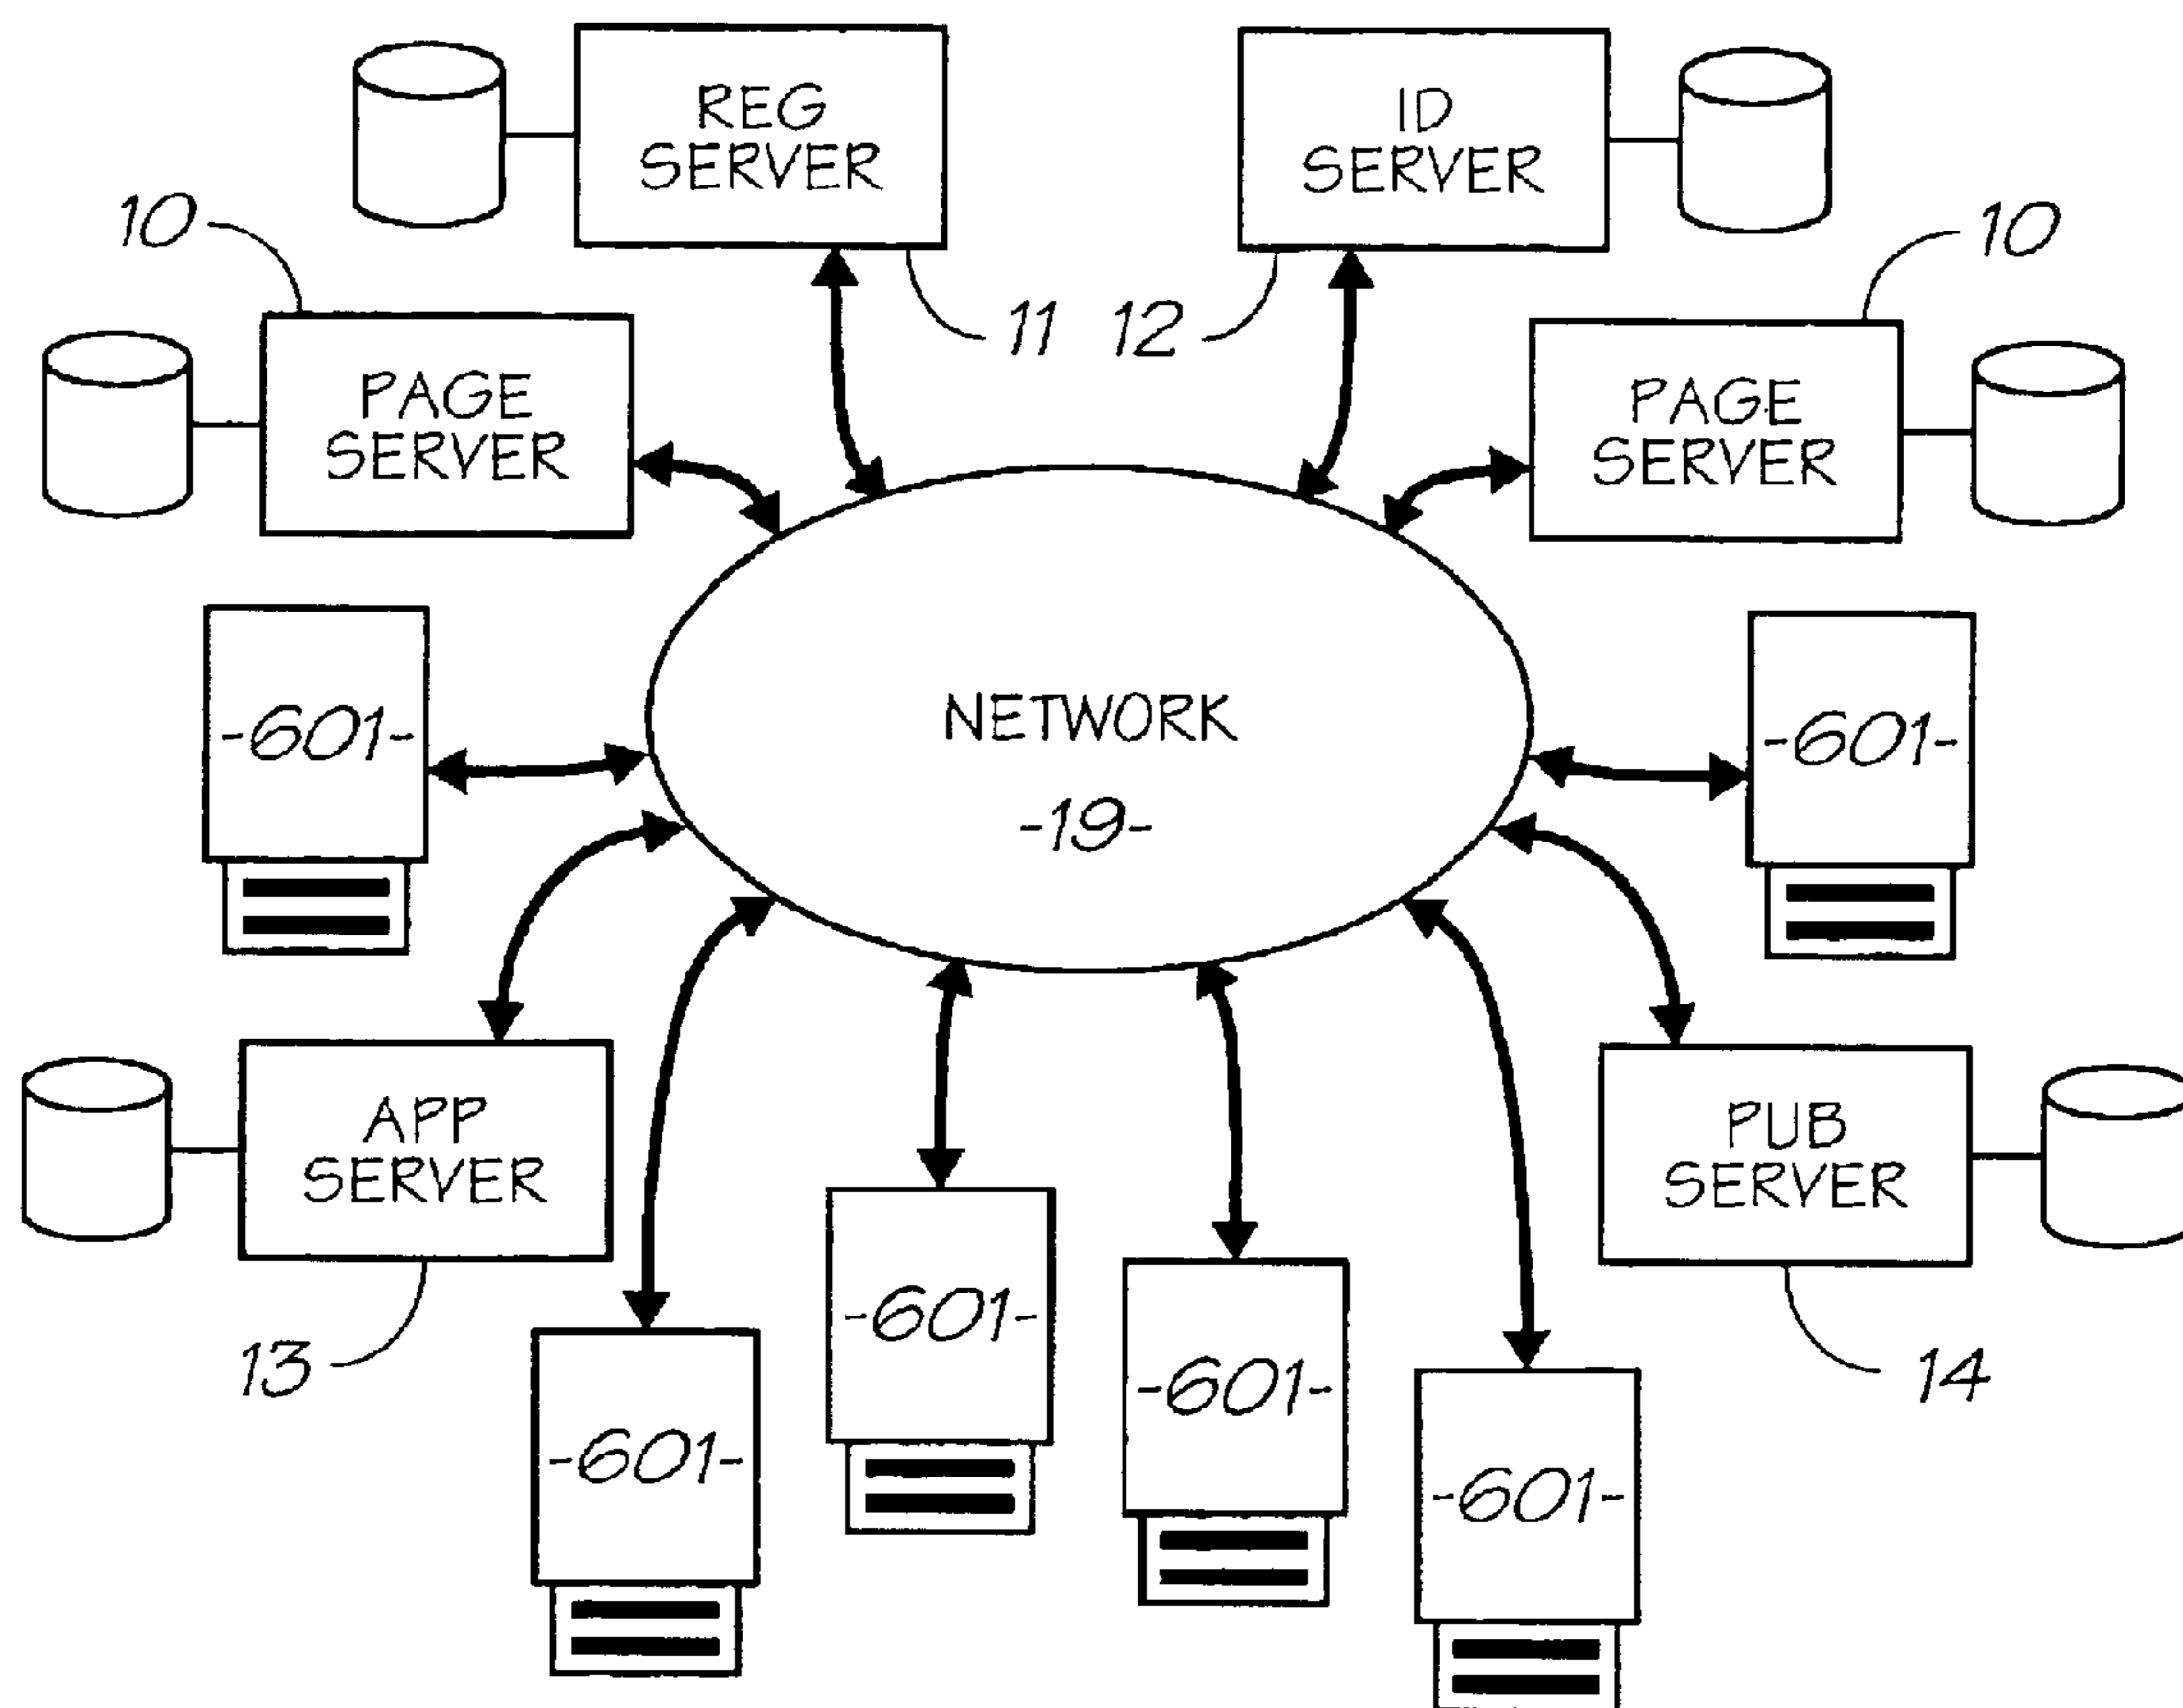 REG
SERVER
ID
SERVER
10
10
11
12
PAGE
SERVER
PAGE
SERVER
-601-
NETWORK
-19-
-601-
APP
SERVER
PUB
SERVER
13
-601-
-601-
-601-
-601-
14